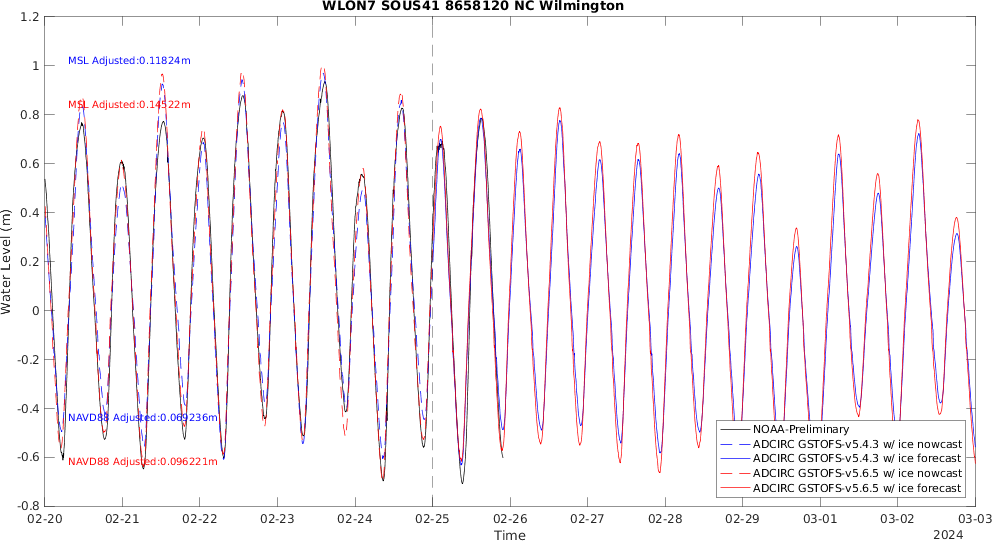 WLON7 SOUS41 8658120 NC Wilmington
1.2
1
0.8
0.6
0.4
0.2
0
-0.2
-0.4
-0.6
-0.8
Water Level (m)
MSL Adjusted:0.11824m
MSL Adjusted:0.14522m
NAVD88 Adjusted:0.069236m
NAVD88 Adjusted:0.096221m
NOAA-Preliminary
ADCIRC GSTOFS-v5.4.3 w/ ice nowcast
ADCIRC GSTOFS-v5.4.3 w/ ice forecast
ADCIRC GSTOFS-v5.6.5 w/ ice nowcast
ADCIRC GSTOFS-v5.6.5 w/ ice forecast
02-20 02-21 02-22 02-23 02-24 02-25 02-26 02-27 02-28 02-29 03-01 03-02 03-03
Time
2024